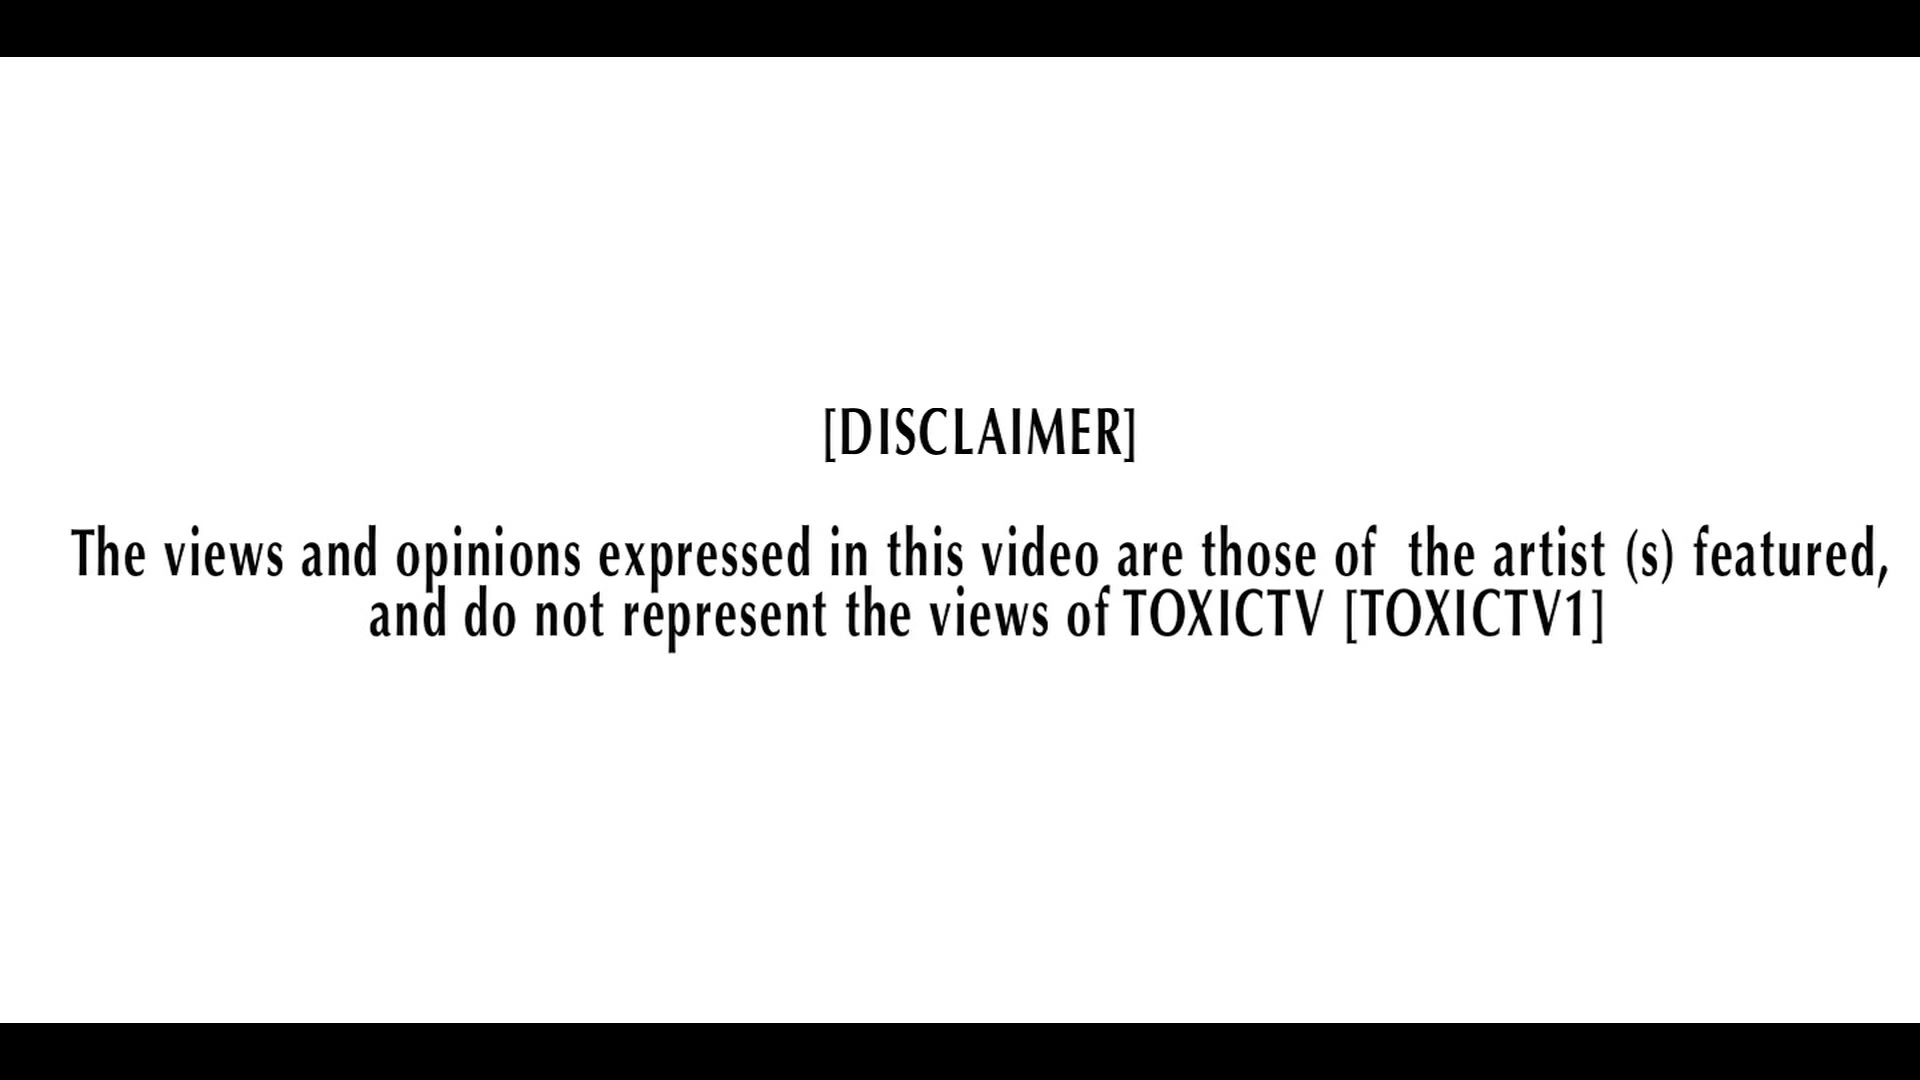 [DISCLAIMER]
The views and opinions expressed in this video are those of  the artist (s) featured,
and do not represent the views of TOXICTV [TOXICTV1]